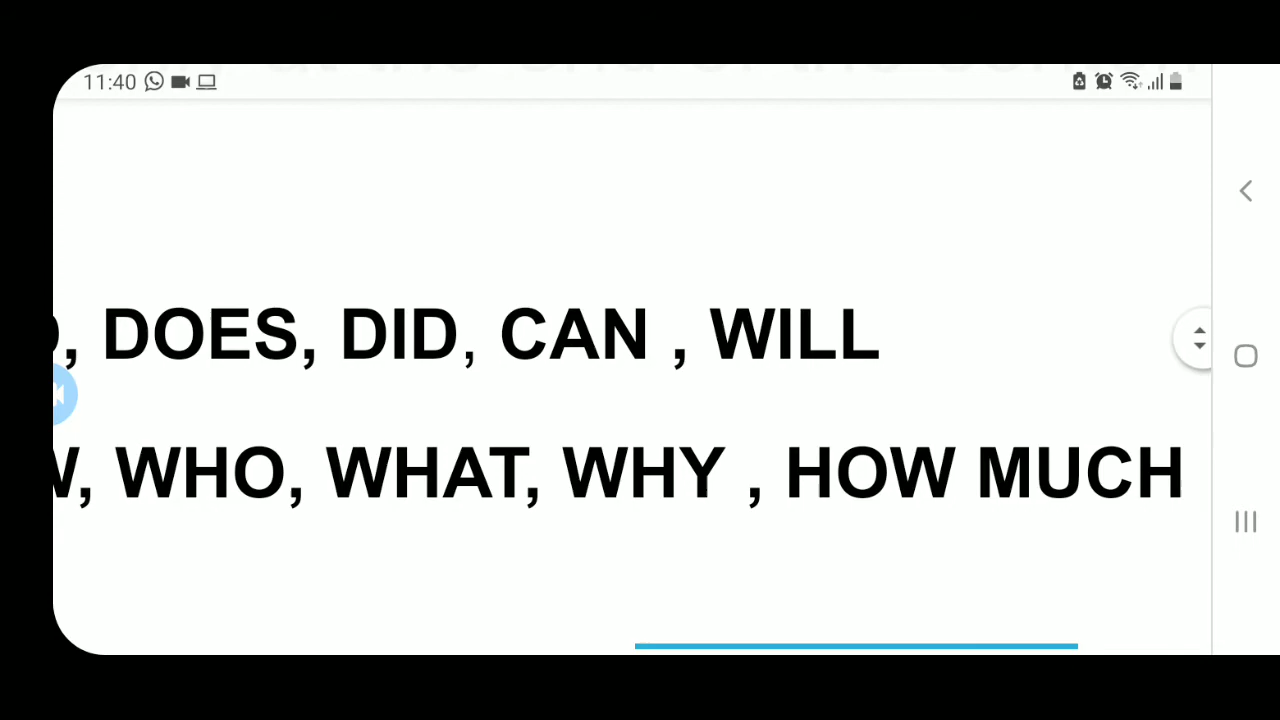 11:40
, DOES, DID, CAN , WILL
, WHO, WHAT, WHY , HOW MUCH